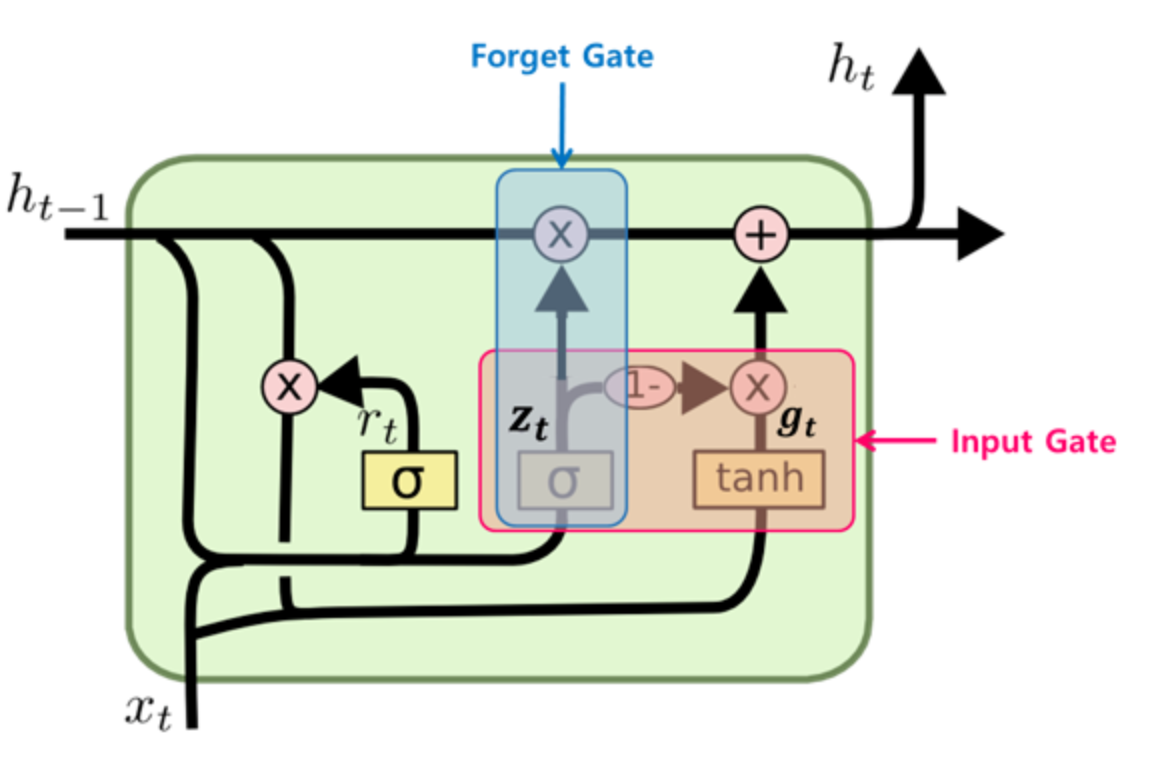 Forget Gate
h_t
h_{t-1}
x
+
x
1-
x
r_t
z_t
g_t
Input Gate
σ
σ
tanh
x_t